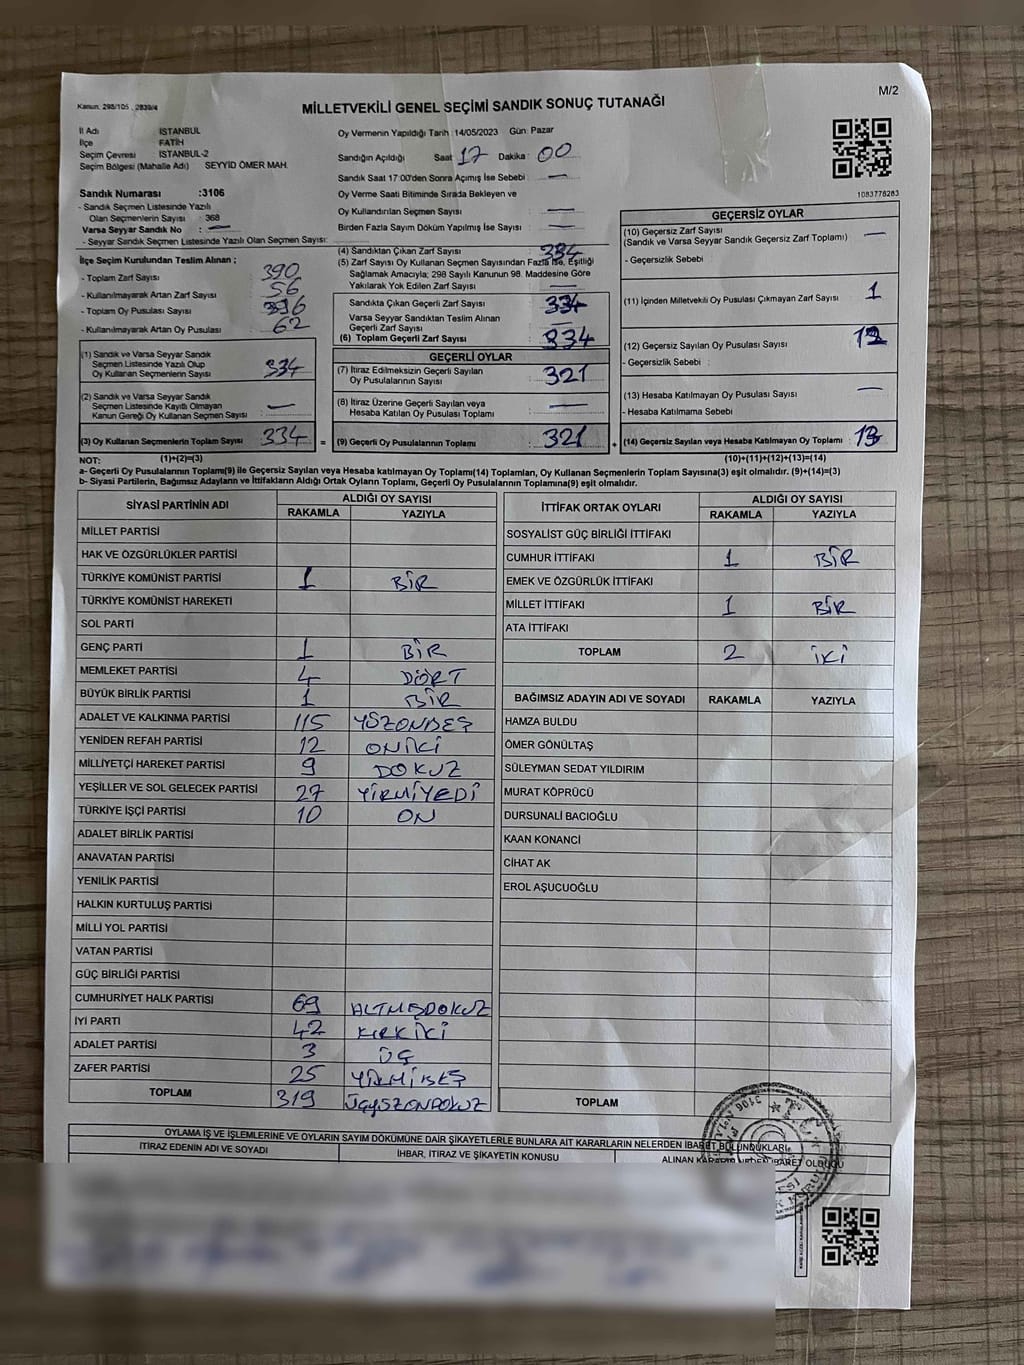 M/2
Kanun: 298/105 , 2839/4
MİLLETVEKİLİ GENEL SEÇİMİ SANDIK SONUÇ TUTANAĞI
İl Adı İSTANBUL
İlçe FATİH
Seçim Çevresi İSTANBUL-2
Seçim Bölgesi (Mahalle Adı) SEYYİD ÖMER MAH.
Sandık Numarası :3106
- Sandık Seçmen Listesinde Yazılı
Olan Seçmenlerin Sayısı : 368
Varsa Seyyar Sandık No : —
- Seyyar Sandık Seçmen Listesinde Yazılı Olan Seçmen Sayısı:
Oy Vermenin Yapıldığı Tarih :14/05/2023 Gün: Pazar
Sandığın Açıldığı Saat 17 Dakika : 00
Sandık Saat 17:00'den Sonra Açımış İse Sebebi : —
Oy Verme Saati Bitiminde Sırada Bekleyen ve
Oy Kullandırılan Seçmen Sayısı : —
Birden Fazla Sayım Döküm Yapılmış İse Sayısı : —
1083778283
İlçe Seçim Kurulundan Teslim Alınan ;
- Toplam Zarf Sayısı : 390
- Kullanılmayarak Artan Zarf Sayısı : 56
- Toplam Oy Pusulası Sayısı : 396
- Kullanılmayarak Artan Oy Pusulası : 62
(1) Sandık ve Varsa Seyyar Sandık
Seçmen Listesinde Yazılı Olup
Oy Kullanan Seçmenlerin Sayısı : 334
(2) Sandık ve Varsa Seyyar Sandık
Seçmen Listesinde Kayıtlı Olmayan
Kanun Gereği Oy Kullanan Seçmen Sayısı : —
(3) Oy Kullanan Seçmenlerin Toplam Sayısı : 334 =
(4) Sandıktan Çıkan Zarf Sayısı : 334
(5) Zarf Sayısı Oy Kullanan Seçmen Sayısından Fazla İse, Eşitliği
Sağlamak Amacıyla; 298 Sayılı Kanunun 98. Maddesine Göre
Yakılarak Yok Edilen Zarf Sayısı : —
Sandıkta Çıkan Geçerli Zarf Sayısı : 334
Varsa Seyyar Sandıktan Teslim Alınan
Geçerli Zarf Sayısı : —
(6) Toplam Geçerli Zarf Sayısı : 334
GEÇERLİ OYLAR
(7) İtiraz Edilmeksizin Geçerli Sayılan
Oy Pusulalarının Sayısı : 321
(8) İtiraz Üzerine Geçerli Sayılan veya
Hesaba Katılan Oy Pusulası Toplamı : —
(9) Geçerli Oy Pusulalarının Toplamı : 321 +
GEÇERSİZ OYLAR
(10) Geçersiz Zarf Sayısı : —
(Sandık ve Varsa Seyyar Sandık Geçersiz Zarf Toplamı)
- Geçersizlik Sebebi :
(11) İçinden Milletvekili Oy Pusulası Çıkmayan Zarf Sayısı : 1
(12) Geçersiz Sayılan Oy Pusulası Sayısı :
- Geçersizlik Sebebi :
(13) Hesaba Katılmayan Oy Pusulası Sayısı : —
- Hesaba Katılmama Sebebi :
(14) Geçersiz Sayılan veya Hesaba Katılmayan Oy Toplamı : 13
NOT: (1)+(2)=(3) (10)+(11)+(12)+(13)=(14)
a- Geçerli Oy Pusulalarının Toplamı(9) ile Geçersiz Sayılan veya Hesaba katılmayan Oy Toplamı(14) Toplamları, Oy Kullanan Seçmenlerin Toplam Sayısına(3) eşit olmalıdır. (9)+(14)=(3)
b- Siyasi Partilerin, Bağımsız Adayların ve İttifakların Aldığı Ortak Oyların Toplamı, Geçerli Oy Pusulalarının Toplamına(9) eşit olmalıdır.
SİYASİ PARTİNİN ADI ALDIĞI OY SAYISI
RAKAMLA YAZIYLA
MİLLET PARTİSİ
HAK VE ÖZGÜRLÜKLER PARTİSİ
TÜRKİYE KOMÜNİST PARTİSİ 1 BİR
TÜRKİYE KOMÜNİST HAREKETİ
SOL PARTİ
GENÇ PARTİ 1 BİR
MEMLEKET PARTİSİ 4 DÖRT
BÜYÜK BİRLİK PARTİSİ 1 BİR
ADALET VE KALKINMA PARTİSİ 115 YÜZONBEŞ
YENİDEN REFAH PARTİSİ 12 ONİKİ
MİLLİYETÇİ HAREKET PARTİSİ 9 DOKUZ
YEŞİLLER VE SOL GELECEK PARTİSİ 27 YİRMİYEDİ
TÜRKİYE İŞÇİ PARTİSİ 10 ON
ADALET BİRLİK PARTİSİ
ANAVATAN PARTİSİ
YENİLİK PARTİSİ
HALKIN KURTULUŞ PARTİSİ
MİLLİ YOL PARTİSİ
VATAN PARTİSİ
GÜÇ BİRLİĞİ PARTİSİ
CUMHURİYET HALK PARTİSİ 69 ALTMIŞDOKUZ
İYİ PARTİ 42 KIRKİKİ
ADALET PARTİSİ 3 ÜÇ
ZAFER PARTİSİ 25 YİRMİBEŞ
TOPLAM 319 ÜÇYÜZONDOKUZ
İTTİFAK ORTAK OYLARI ALDIĞI OY SAYISI
RAKAMLA YAZIYLA
SOSYALİST GÜÇ BİRLİĞİ İTTİFAKI
CUMHUR İTTİFAKI 1 BİR
EMEK VE ÖZGÜRLÜK İTTİFAKI
MİLLET İTTİFAKI 1 BİR
ATA İTTİFAKI
TOPLAM 2 İKİ
BAĞIMSIZ ADAYIN ADI VE SOYADI RAKAMLA YAZIYLA
HAMZA BULDU
ÖMER GÖNÜLTAŞ
SÜLEYMAN SEDAT YILDIRIM
MURAT KÖPRÜCÜ
DURSUNALİ BACIOĞLU
KAAN KONANCİ
CİHAT AK
EROL AŞUCUOĞLU
TOPLAM
OYLAMA İŞ VE İŞLEMLERİNE VE OYLARIN SAYIM DÖKÜMÜNE DAİR ŞİKAYETLERLE BUNLARA AİT KARARLARIN NELERDEN İBARET BULUNDUKLARI
İTİRAZ EDENİN ADI VE SOYADI İHBAR, İTİRAZ VE ŞİKAYETİN KONUSU ALINAN KARARIN NEDEN İBARET OLDUĞU
3106
T.C.